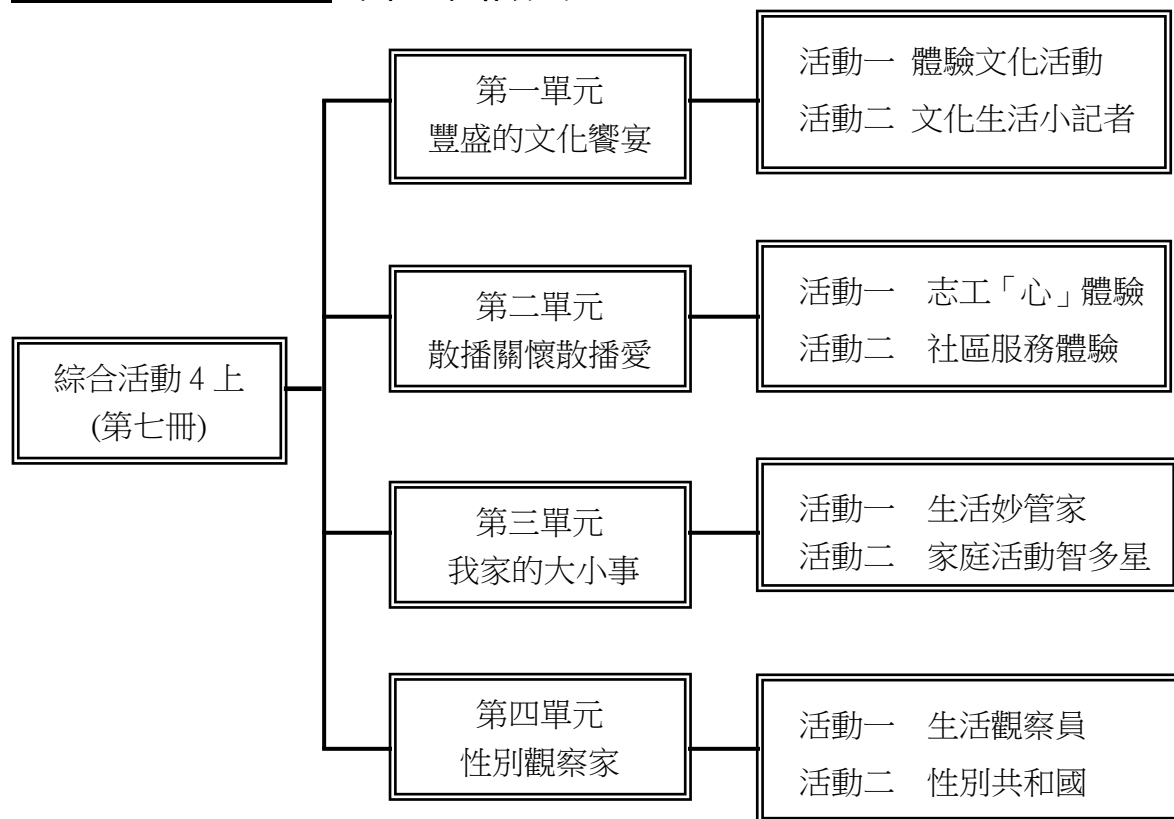 綜合活動 4 上
(第七冊)
第一單元
豐盛的文化饗宴
活動一 體驗文化活動
活動二 文化生活小記者
第二單元
散播關懷散播愛
活動一 志工「心」體驗
活動二 社區服務體驗
第三單元
我家的大小事
活動一 生活妙管家
活動二 家庭活動智多星
第四單元
性別觀察家
活動一 生活觀察員
活動二 性別共和國